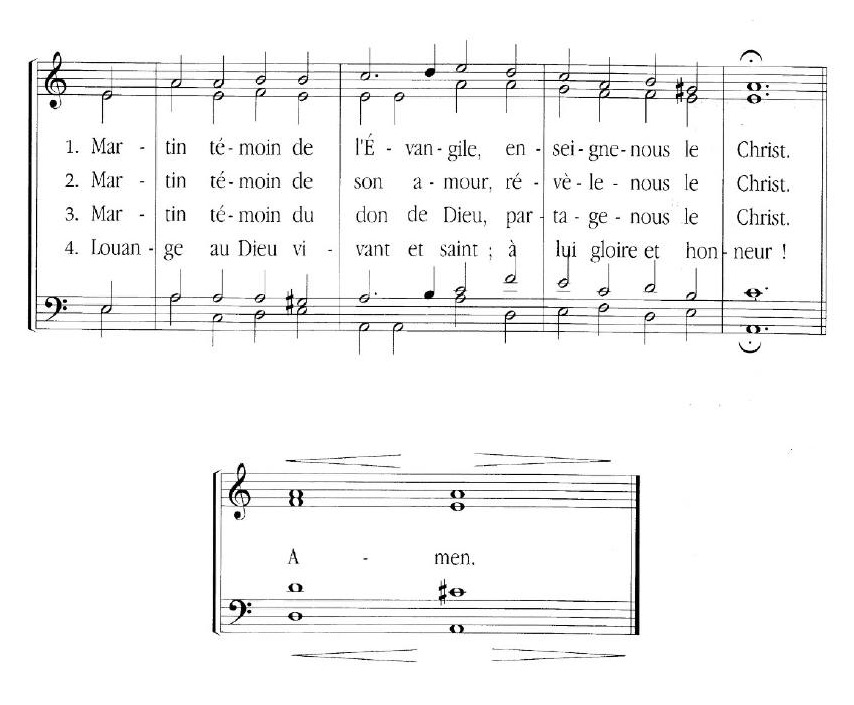 1. Mar - tin té - moin de l'É - van - gile, en - sei - gne - nous le Christ.
2. Mar - tin té - moin de son a - mour, ré - vè - le - nous le Christ.
3. Mar - tin té - moin du don de Dieu, par - ta - ge - nous le Christ.
4. Louan - ge au Dieu vi - vant et saint ; à lui gloire et hon - neur !
A - men.